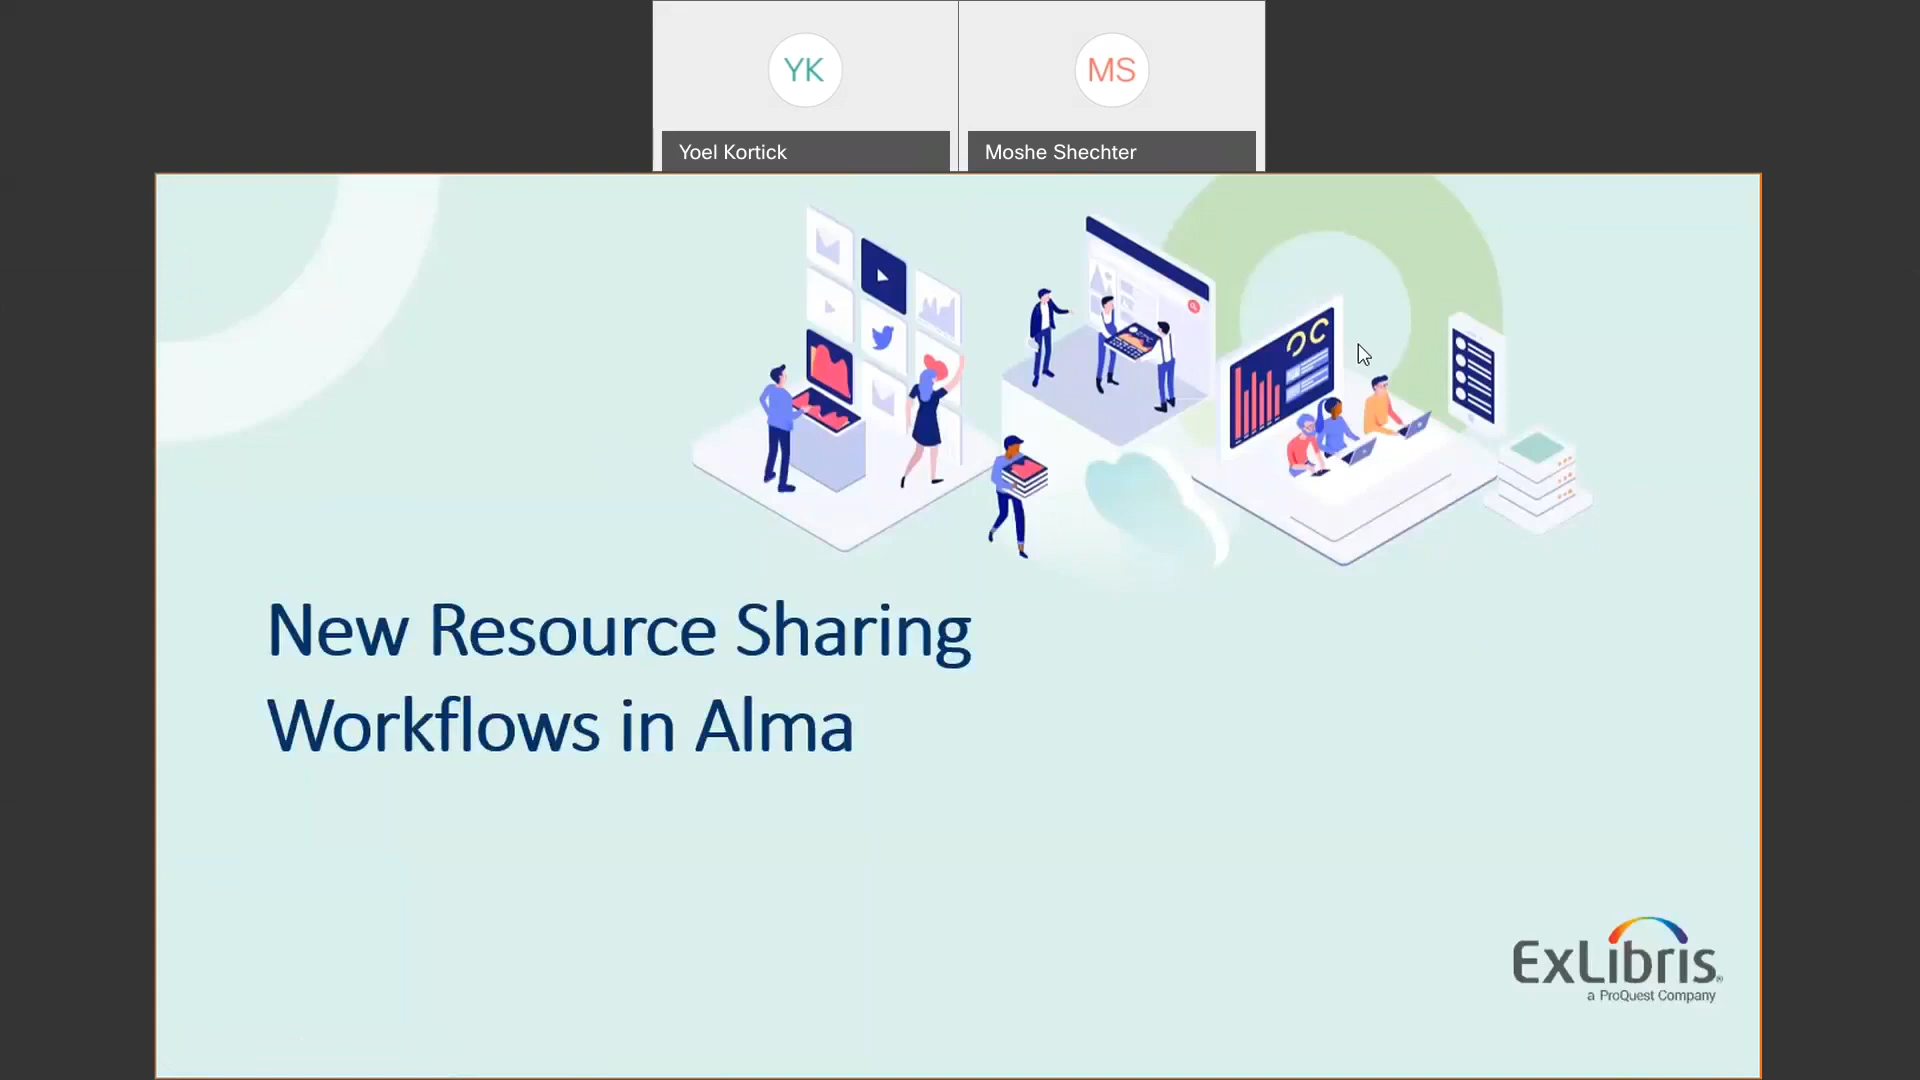 YK
MS
Yoel Kortick
Moshe Shechter
New Resource Sharing
Workflows in Alma
ExLibris®
a ProQuest Company